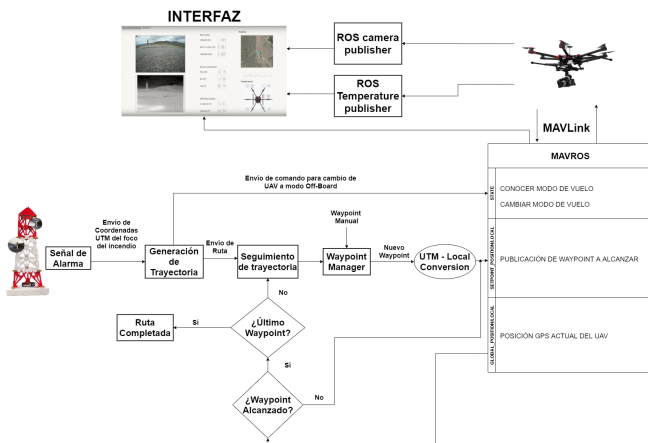 INTERFAZ
ROS camera
publisher
ROS
Temperature
publisher
MAVLink
MAVROS
STATE
CONOCER MODO DE VUELO
CAMBIAR MODO DE VUELO
SETPOINT_POSITION/LOCAL
PUBLICACIÓN DE WAYPOINT A ALCANZAR
GLOBAL_POSITION/LOCAL
POSICIÓN GPS ACTUAL DEL UAV
Envío de comando para cambio de
UAV a modo Off-Board
Envío de
Coordenadas
UTM del foco
del incendio
Señal de
Alarma
Generación
de
Trayectoria
Envío de
Ruta
Seguimiento
de trayectoria
Waypoint
Manual
Waypoint
Manager
Nuevo
Waypoint
UTM - Local
Conversion
No
Ruta
Completada
Si
¿Último
Waypoint?
Si
¿Waypoint
Alcanzado?
No